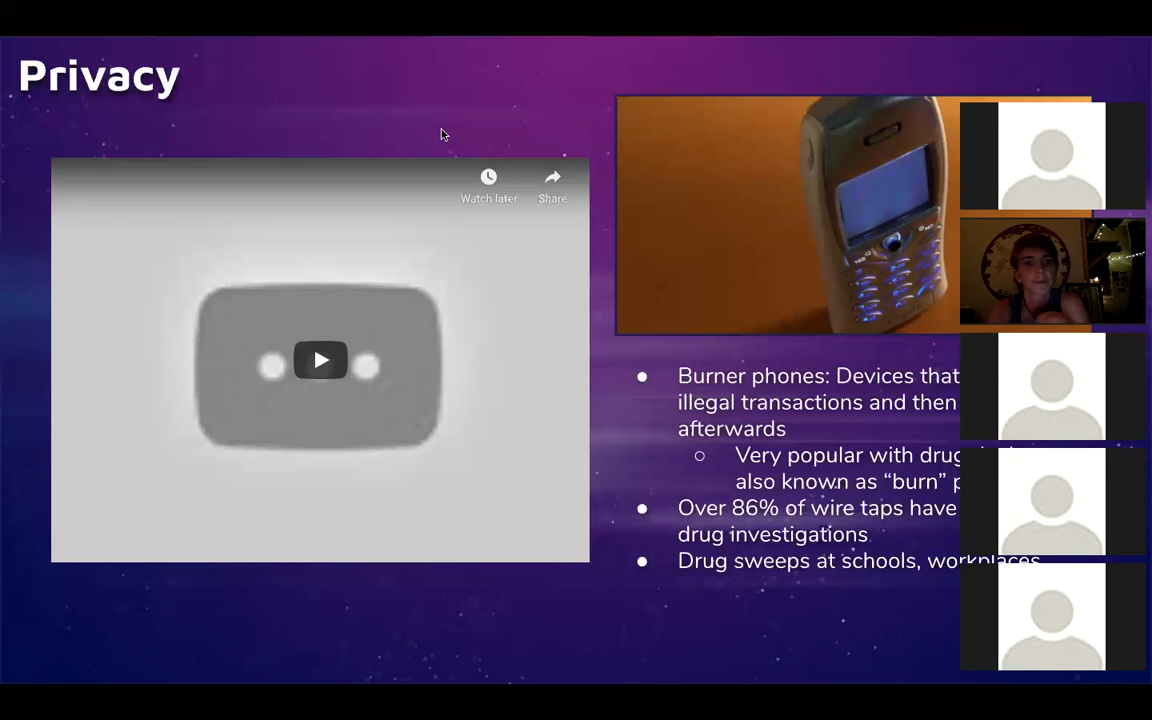 Privacy
Watch later
Share
Burner phones: Devices that
illegal transactions and then
afterwards
Very popular with drug
also known as “burn”
Over 86% of wire taps have
drug investigations
Drug sweeps at schools, workplaces